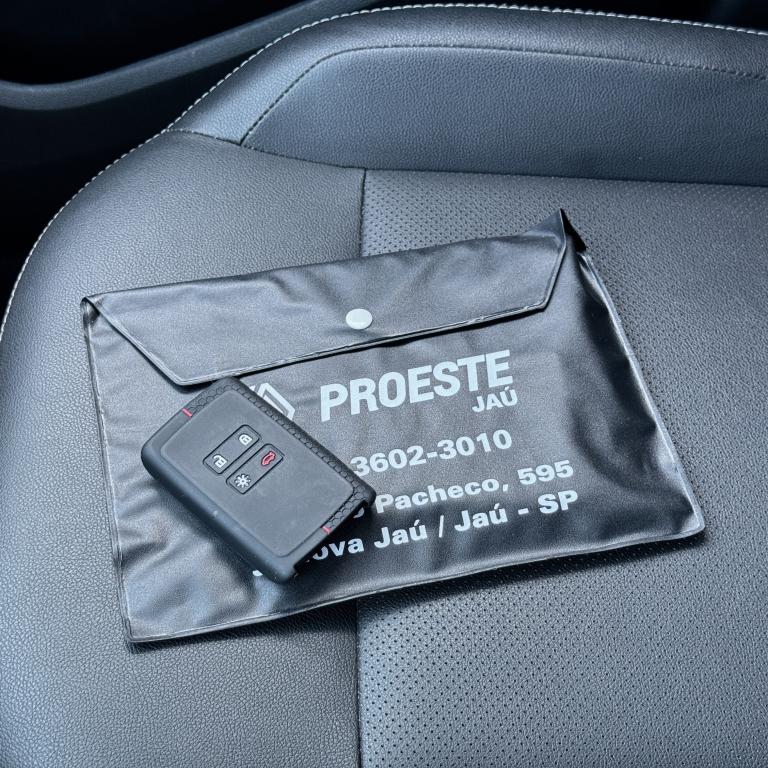 PROESTE
JAÚ
3602-3010
Pacheco, 595
Jaú / Jaú - SP